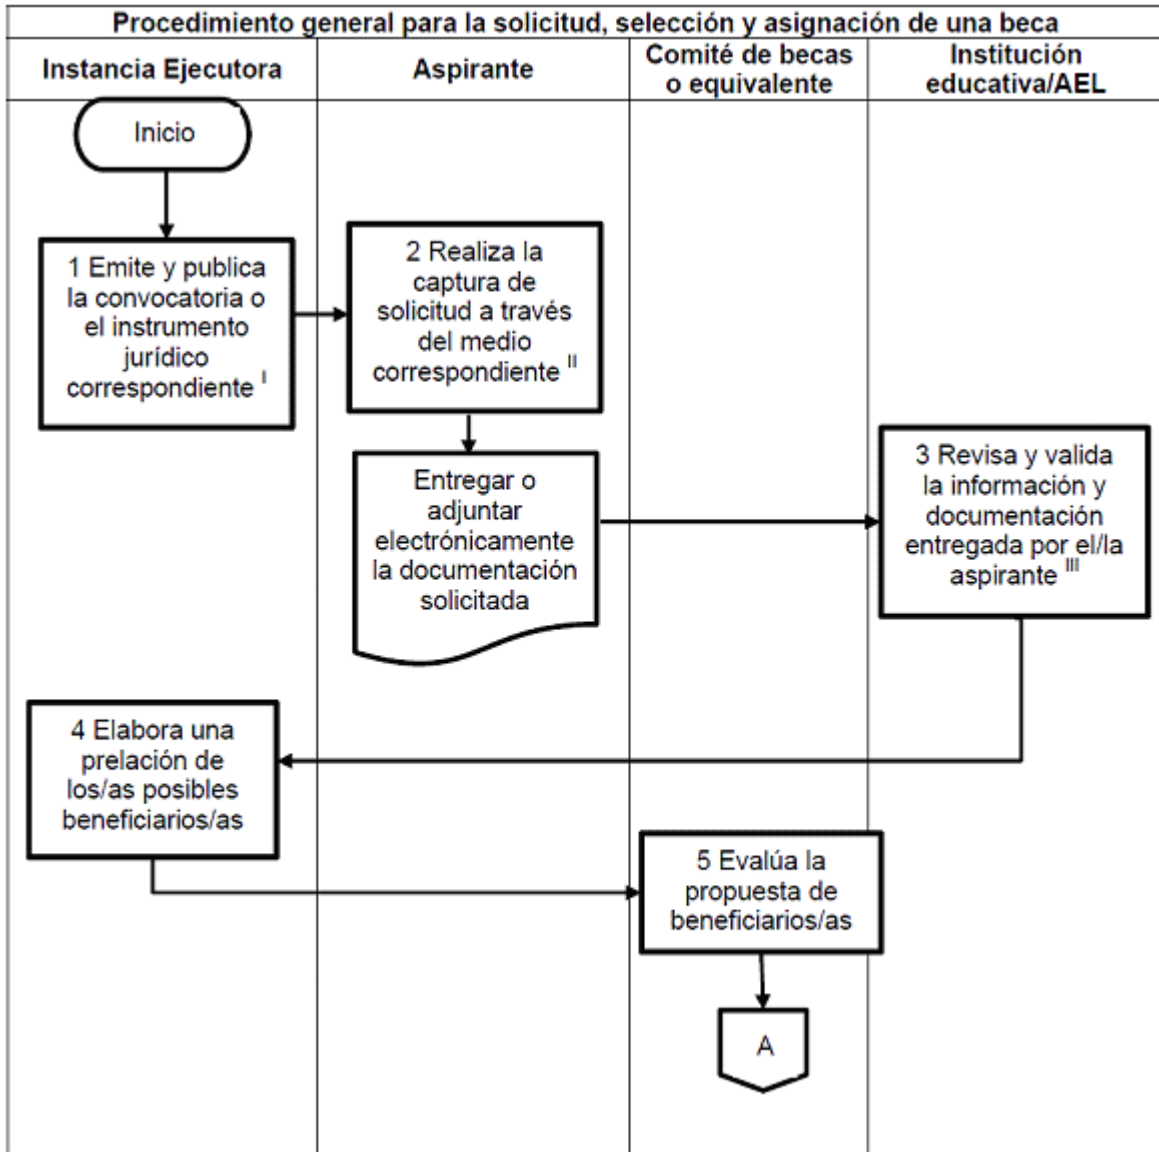 Procedimiento general para la solicitud, selección y asignación de una beca
Instancia Ejecutora
Aspirante
Comité de becas
o equivalente
Institución
educativa/AEL
Inicio
1 Emite y publica
la convocatoria o
el instrumento
jurídico
correspondiente I
2 Realiza la
captura de
solicitud a través
del medio
correspondiente II
Entregar o
adjuntar
electrónicamente
la documentación
solicitada
3 Revisa y valida
la información y
documentación
entregada por el/la
aspirante III
4 Elabora una
prelación de
los/as posibles
beneficiarios/as
5 Evalúa la
propuesta de
beneficiarios/as
A